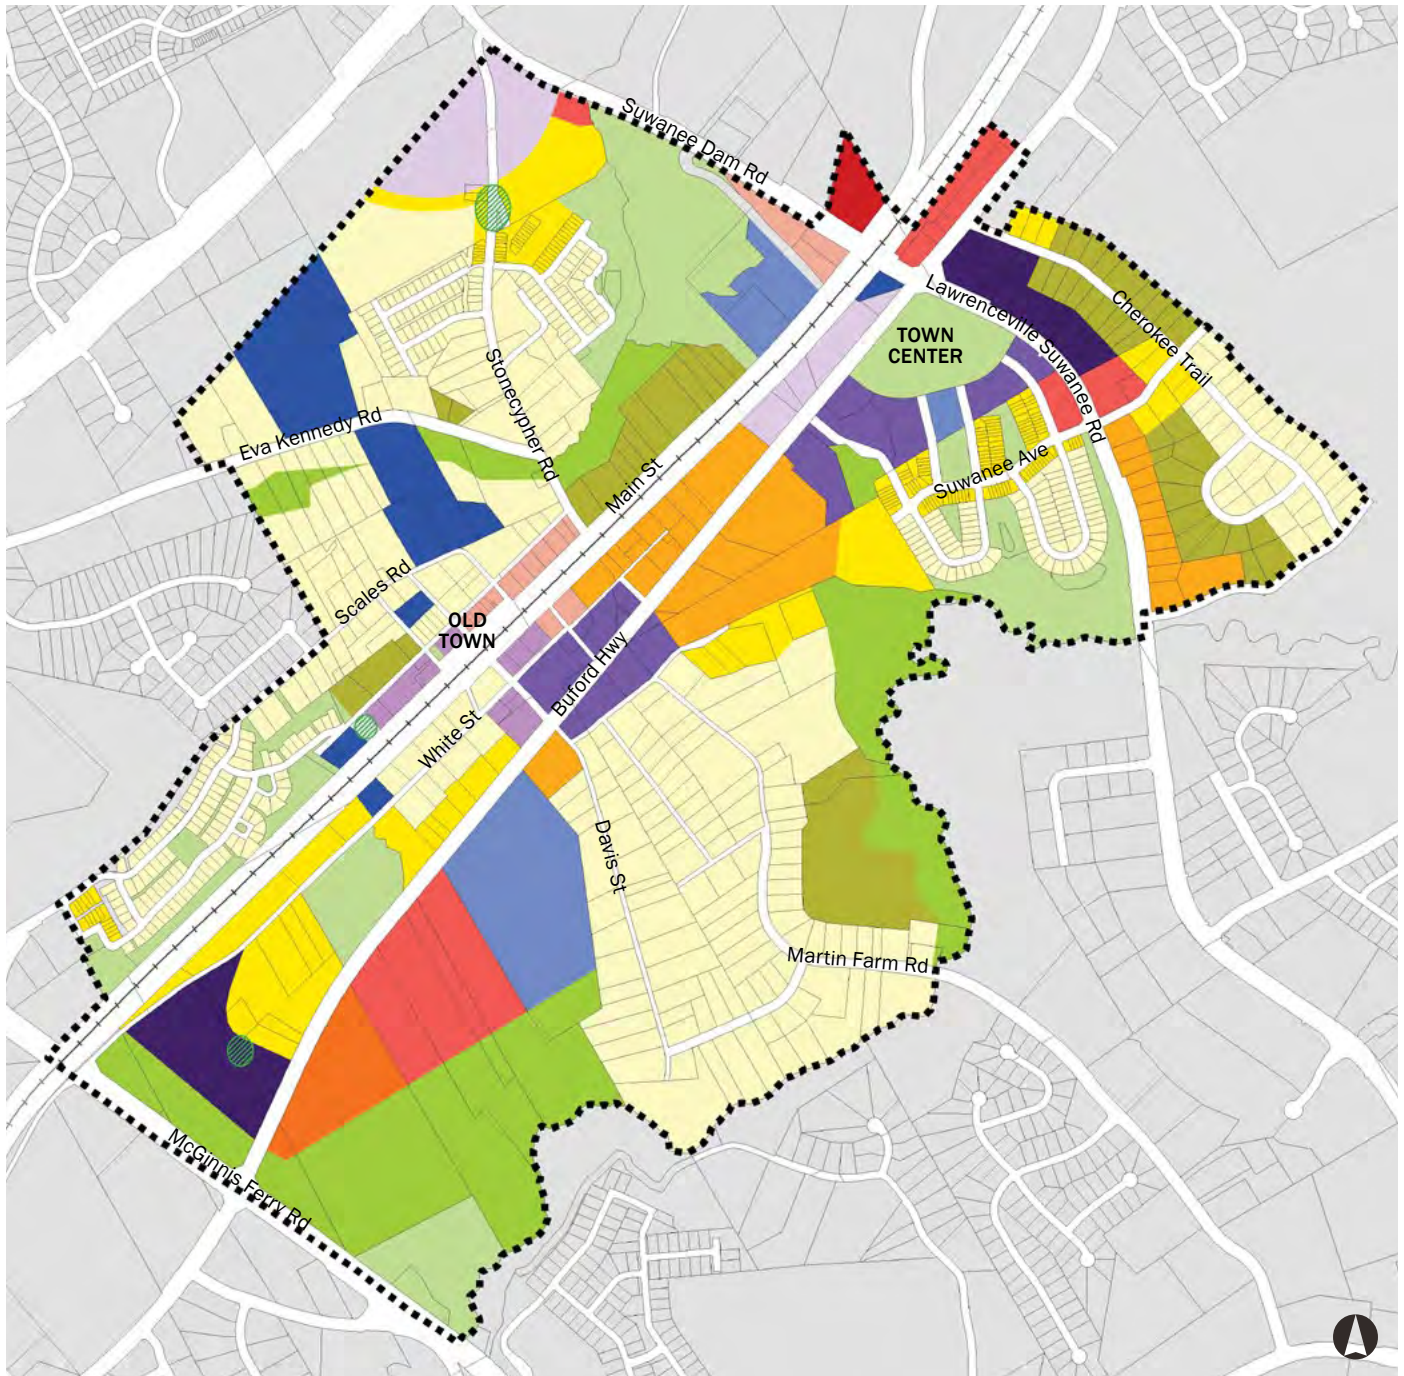 Suwanee Dam Rd
TOWN
CENTER
Lawrenceville Suwanee Rd
Cherokee Trail
Stonecypher Rd
Eva Kennedy Rd
Main St
Suwanee Ave
Scales Rd
OLD
TOWN
Buford Hwy
White St
Davis St
Martin Farm Rd
McGinnis Ferry Rd